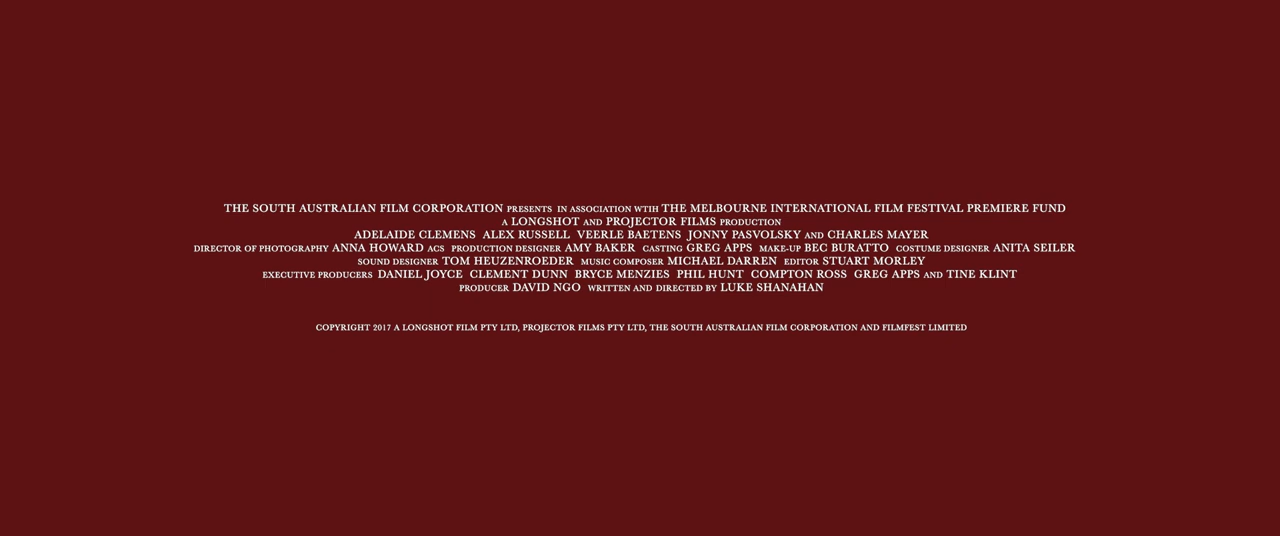 THE SOUTH AUSTRALIAN FILM CORPORATION PRESENTS IN ASSOCIATION WTIH THE MELBOURNE INTERNATIONAL FILM FESTIVAL PREMIERE FUND
A LONGSHOT AND PROJECTOR FILMS PRODUCTION
ADELAIDE CLEMENS ALEX RUSSELL VEERLE BAETENS JONNY PASVOLSKY AND CHARLES MAYER
DIRECTOR OF PHOTOGRAPHY ANNA HOWARD ACS PRODUCTION DESIGNER AMY BAKER CASTING GREG APPS MAKE-UP BEC BURATTO COSTUME DESIGNER ANITA SEILER
SOUND DESIGNER TOM HEUZENROEDER MUSIC COMPOSER MICHAEL DARREN EDITOR STUART MORLEY
EXECUTIVE PRODUCERS DANIEL JOYCE CLEMENT DUNN BRYCE MENZIES PHIL HUNT COMPTON ROSS GREG APPS AND TINE KLINT
PRODUCER DAVID NGO WRITTEN AND DIRECTED BY LUKE SHANAHAN
COPYRIGHT 2017 A LONGSHOT FILM PTY LTD, PROJECTOR FILMS PTY LTD, THE SOUTH AUSTRALIAN FILM CORPORATION AND FILMFEST LIMITED